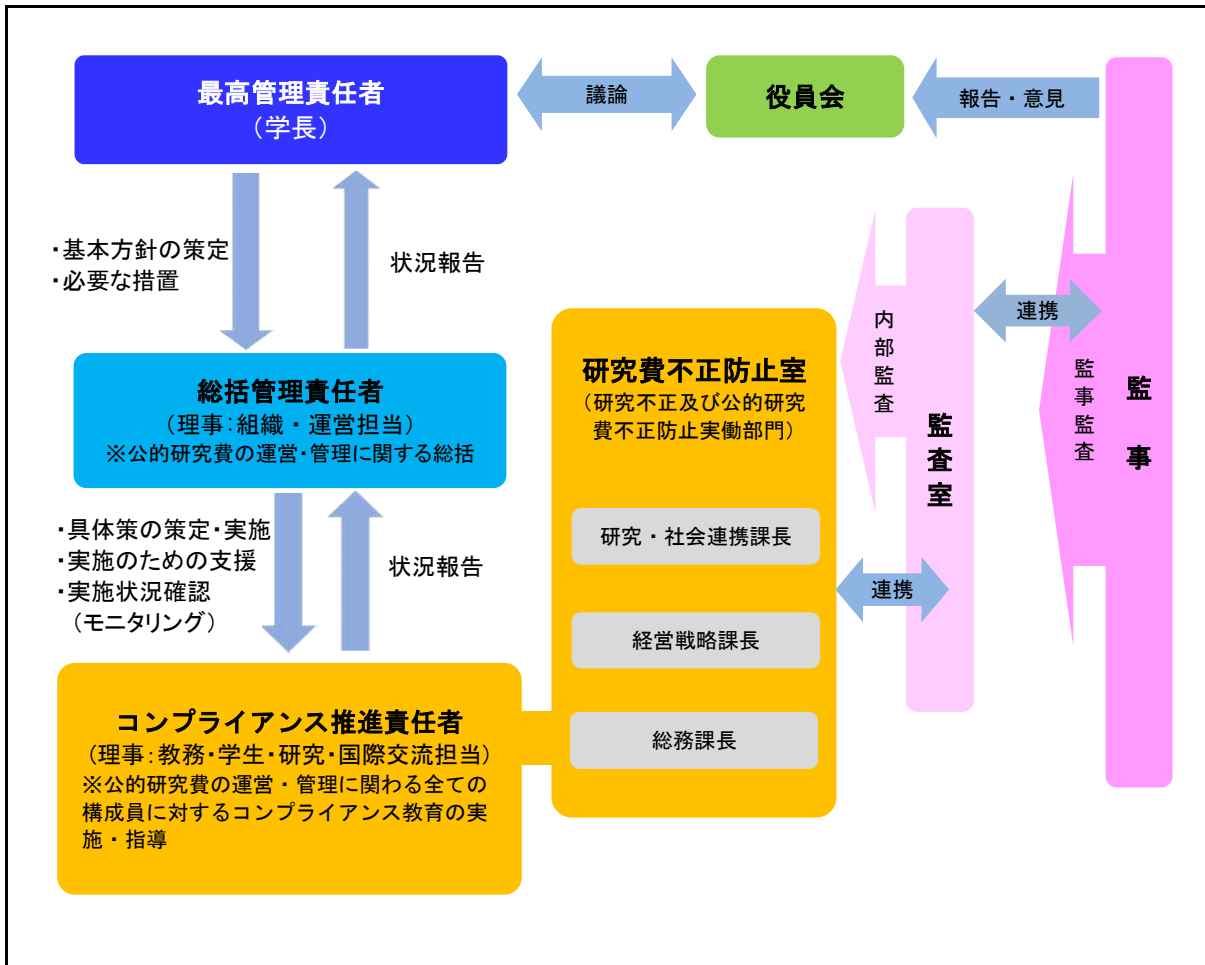 最高管理責任者
（学長）
議論
役員会
報告・意見
・基本方針の策定
・必要な措置
状況報告
総括管理責任者
（理事：組織・運営担当）
※公的研究費の運営・管理に関する総括
・具体策の策定・実施
・実施のための支援
・実施状況確認
（モニタリング）
状況報告
コンプライアンス推進責任者
（理事：教務・学生・研究・国際交流担当）
※公的研究費の運営・管理に関わる全ての
構成員に対するコンプライアンス教育の実
施・指導
研究費不正防止室
（研究不正及び公的研究
費不正防止実働部門）
研究・社会連携課長
経営戦略課長
総務課長
内部監査
監査室
連携
連携
監事監査
監事